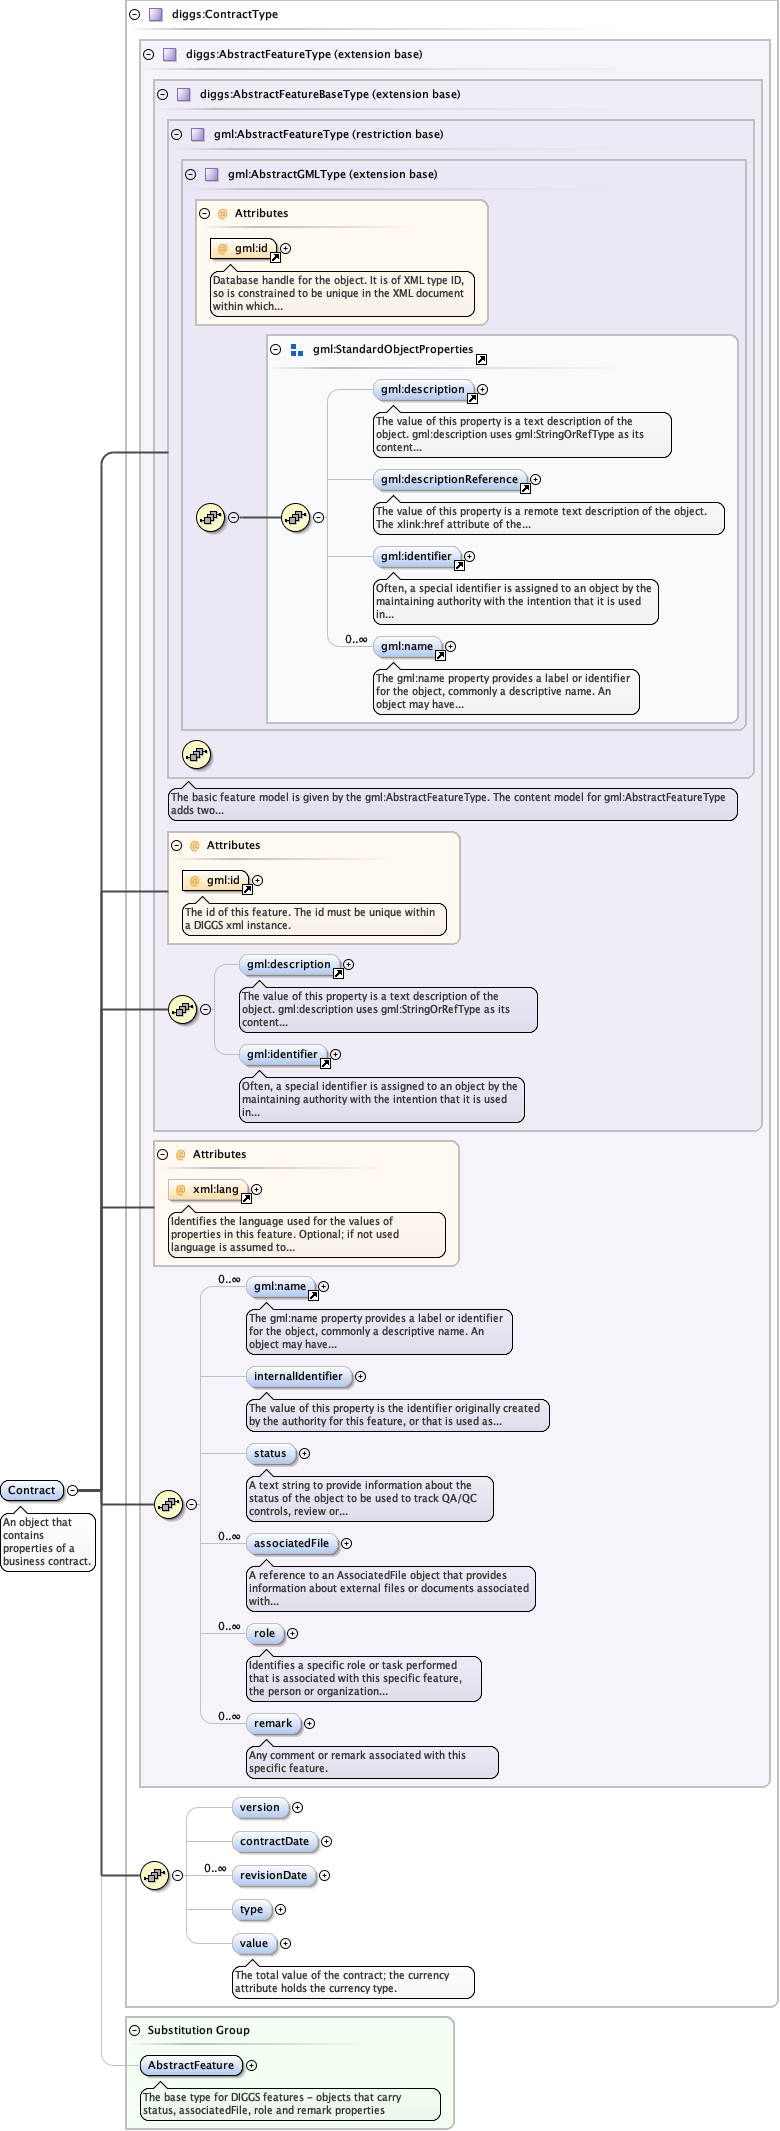 diggs:ContractType
diggs:AbstractFeatureType (extension base)
diggs:AbstractFeatureBaseType (extension base)
gml:AbstractFeatureType (restriction base)
gml:AbstractGMLType (extension base)
@ Attributes
@ gml:id
Database handle for the object. It is of XML type ID,
so is constrained to be unique in the XML document
within which...
gml:StandardObjectProperties
gml:description
The value of this property is a text description of the
object. gml:description uses gml:StringOrRefType as its
content...
gml:descriptionReference
The value of this property is a remote text description of the object.
The xlink:href attribute of the...
gml:identifier
Often, a special identifier is assigned to an object by the
maintaining authority with the intention that it is used
in...
0..∞
gml:name
The gml:name property provides a label or identifier
for the object, commonly a descriptive name. An
object may have...
The basic feature model is given by the gml:AbstractFeatureType. The content model for gml:AbstractFeatureType
adds two...
@ Attributes
@ gml:id
The id of this feature. The id must be unique within
a DIGGS xml instance.
gml:description
The value of this property is a text description of the
object. gml:description uses gml:StringOrRefType as its
content...
gml:identifier
Often, a special identifier is assigned to an object by the
maintaining authority with the intention that it is used
in...
@ Attributes
@ xml:lang
Identifies the language used for the values of
properties in this feature. Optional; if not used
language is assumed to...
0..∞
gml:name
The gml:name property provides a label or identifier
for the object, commonly a descriptive name. An
object may have...
internalIdentifier
The value of this property is the identifier originally created
by the authority for this feature, or that is used as...
status
A text string to provide information about the
status of the object to be used to track QA/QC
controls, review or...
0..∞
associatedFile
A reference to an AssociatedFile object that provides
information about external files or documents associated
with...
0..∞
role
Identifies a specific role or task performed
that is associated with this specific feature,
the person or organization...
0..∞
remark
Any comment or remark associated with this
specific feature.
Contract
An object that
contains
properties of a
business contract.
version
contractDate
0..∞
revisionDate
type
value
The total value of the contract; the currency
attribute holds the currency type.
Substitution Group
AbstractFeature
The base type for DIGGS features - objects that carry
status, associatedFile, role and remark properties